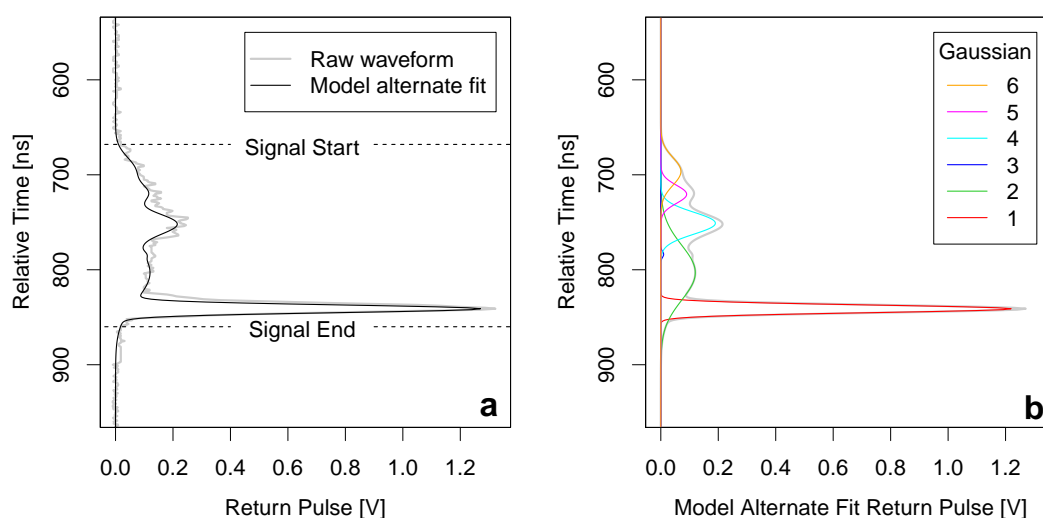 Raw waveform
Model alternate fit
Signal Start
Signal End
600
700
800
900
Relative Time [ns]
0.0 0.2 0.4 0.6 0.8 1.0 1.2
Return Pulse [V]
a
Gaussian
6
5
4
3
2
1
600
700
800
900
Relative Time [ns]
0.0 0.2 0.4 0.6 0.8 1.0 1.2
Model Alternate Fit Return Pulse [V]
b